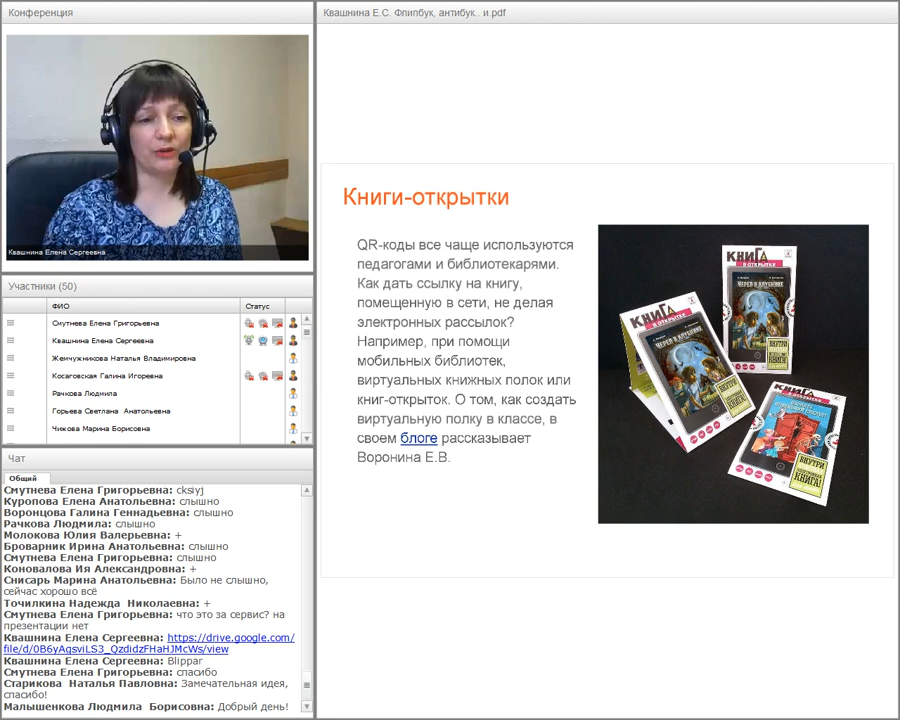 Конференция
Квашнина Елена Сергеевна
Участники (50)
ФИО Статус
Смутнева Елена Григорьевна
Квашнина Елена Сергеевна
Жемчужникова Наталья Владимировна
Косаговская Галина Игоревна
Рачкова Людмила
Горьева Светлана Анатольевна
Чикова Марина Борисовна
Чат
Общий
Смутнева Елена Григорьевна: cksiyj
Куропова Елена Анатольевна: слышно
Воронцова Галина Геннадьевна: слышно
Рачкова Людмила: слышно
Молокова Юлия Валерьевна: +
Броварник Ирина Анатольевна: слышно
Смутнева Елена Григорьевна: слышно
Коновалова Ия Александровна: +
Снисарь Марина Анатольевна: Было не слышно,
сейчас хорошо всё
Точилкина Надежда Николаевна: +
Смутнева Елена Григорьевна: что это за сервис? на
презентации нет
Квашнина Елена Сергеевна: https://drive.google.com/
file/d/0B6yAgsviLS3_QzdidzFHaHJMcWs/view
Квашнина Елена Сергеевна: Blippar
Смутнева Елена Григорьевна: спасибо
Старикова Наталья Павловна: Замечательная идея,
спасибо!
Малышенкова Людмила Борисовна: Добрый день!
Квашнина Е.С. Флипбук, антибук.. и.pdf
Книги-открытки
QR-коды все чаще используются
педагогами и библиотекарями.
Как дать ссылку на книгу,
помещенную в сети, не делая
электронных рассылок?
Например, при помощи
мобильных библиотек,
виртуальных книжных полок или
книг-открыток. О том, как создать
виртуальную полку в классе, в
своем блоге рассказывает
Воронина Е.В.
КНИГА
В ОТКРЫТКЕ
ЧЕРЕП В КЛУБНИКЕ
КНИГА
В ОТКРЫТКЕ
ЧЕРЕП В КЛУБНИКЕ
КНИГА
ВНУТРИ
КНИГА!